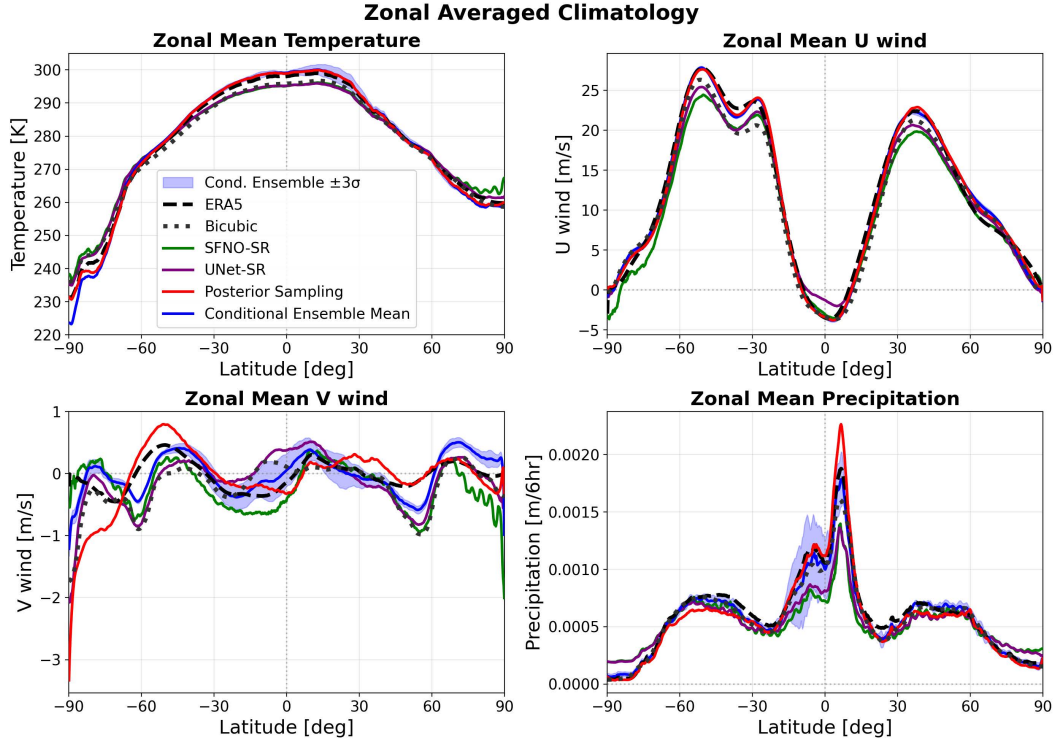 Zonal Averaged Climatology
Zonal Mean Temperature
Temperature [K]
300
290
280
270
260
250
240
230
220
Cond. Ensemble ±3σ
ERA5
Bicubic
SFNO-SR
UNet-SR
Posterior Sampling
Conditional Ensemble Mean
−90 −60 −30 0 30 60 90
Latitude [deg]
Zonal Mean U wind
U wind [m/s]
25
20
15
10
5
0
−5
−90 −60 −30 0 30 60 90
Latitude [deg]
Zonal Mean V wind
V wind [m/s]
1
0
−1
−2
−3
−90 −60 −30 0 30 60 90
Latitude [deg]
Zonal Mean Precipitation
Precipitation [m/6hr]
0.0020
0.0015
0.0010
0.0005
0.0000
−90 −60 −30 0 30 60 90
Latitude [deg]